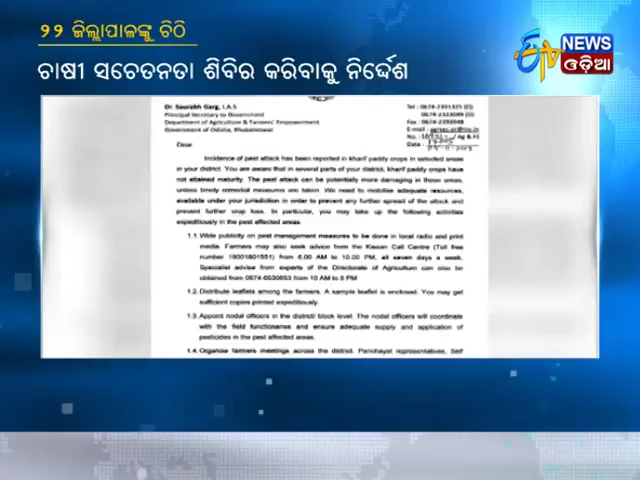 ୨୨ ଜିଲ୍ଲାପାଳଙ୍କୁ ଚିଠି
ETV NEWS
ଓଡ଼ିଆ
ଚାଷୀ ସଚେତନତା ଶିବିର କରିବାକୁ ନିର୍ଦ୍ଦେଶ
Dr. Saurabh Garg, I.A.S
Principal Secretary to Government
Department of Agriculture & Farmers' Empowerment
Government of Odisha, Bhubaneswar
Tel : 0674-2391325 (O)
(O)
Fax :
E-mail :
No.: / Ag & FE
Date :
Dear
Incidence of pest attack has been reported in kharif paddy crops in selected areas
in your district. You are aware that in several parts of your district, kharif paddy crops have
not attained maturity. The pest attack can be potentially more damaging in those areas,
unless timely remedial measures are taken. We need to mobilise adequate resources,
available under your jurisdiction in order to prevent any further spread of the attack and
prevent further crop loss. In particular, you may take up the following activities
expeditiously in the pest affected areas.
1.1. Wide publicity on pest management measures to be done in local radio and print
media. Farmers may also seek advice from the Kissan Call Centre (Toll free
number 18001801551) from 6.00 AM to 10.00 PM, all seven days a week.
Specialist advise from experts of the Directorate of Agriculture can also be
obtained from 0674-6530653 from 10 AM to 5 PM
1.2. Distribute leaflets among the farmers. A sample leaflet is enclosed. You may get
sufficient copies printed expeditiously.
1.3. Appoint nodal officers in the district/ block level. The nodal officers will coordinate
with the field functionaries and ensure adequate supply and application of
pesticides in the pest affected areas.
1.4. Organise farmers meetings across the district. Panchayat representatives, Self